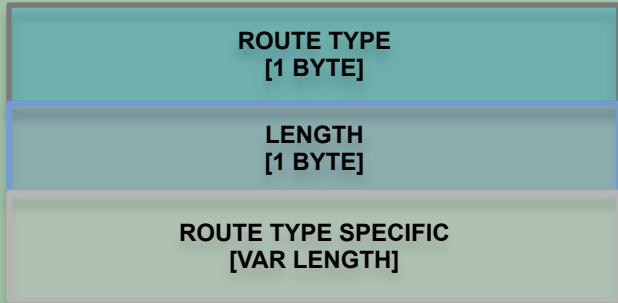 ROUTE TYPE
[1 BYTE]
LENGTH
[1 BYTE]
ROUTE TYPE SPECIFIC
[VAR LENGTH]